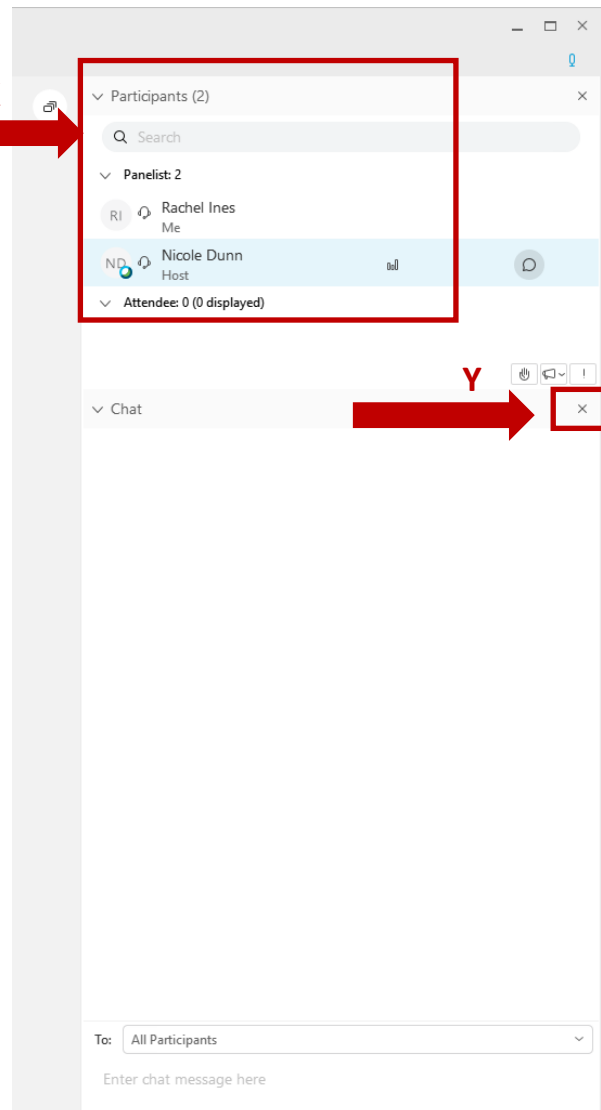 Participants (2)
Search
Panelist: 2
RI Rachel Ines
Me
ND Nicole Dunn
Host
Attendee: 0 (0 displayed)
Y
Chat
To: All Participants
Enter chat message here